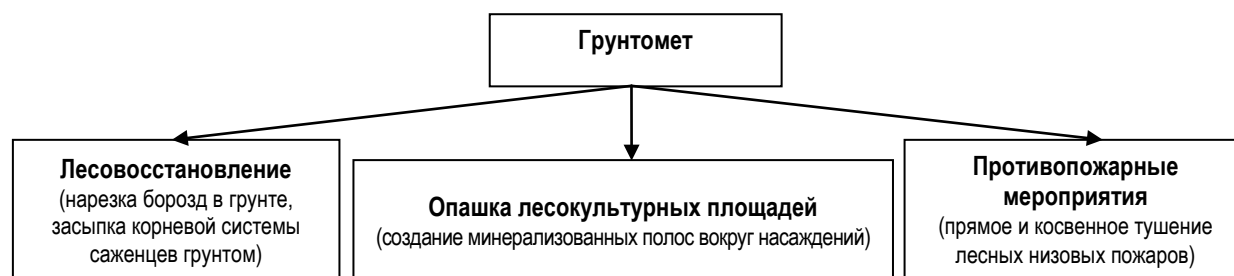 Грунтомет
Лесовосстановление
(нарезка борозд в грунте,
засыпка корневой системы
саженцев грунтом)
Опашка лесокультурных площадей
(создание минерализованных полос вокруг насаждений)
Противопожарные
мероприятия
(прямое и косвенное тушение
лесных низовых пожаров)